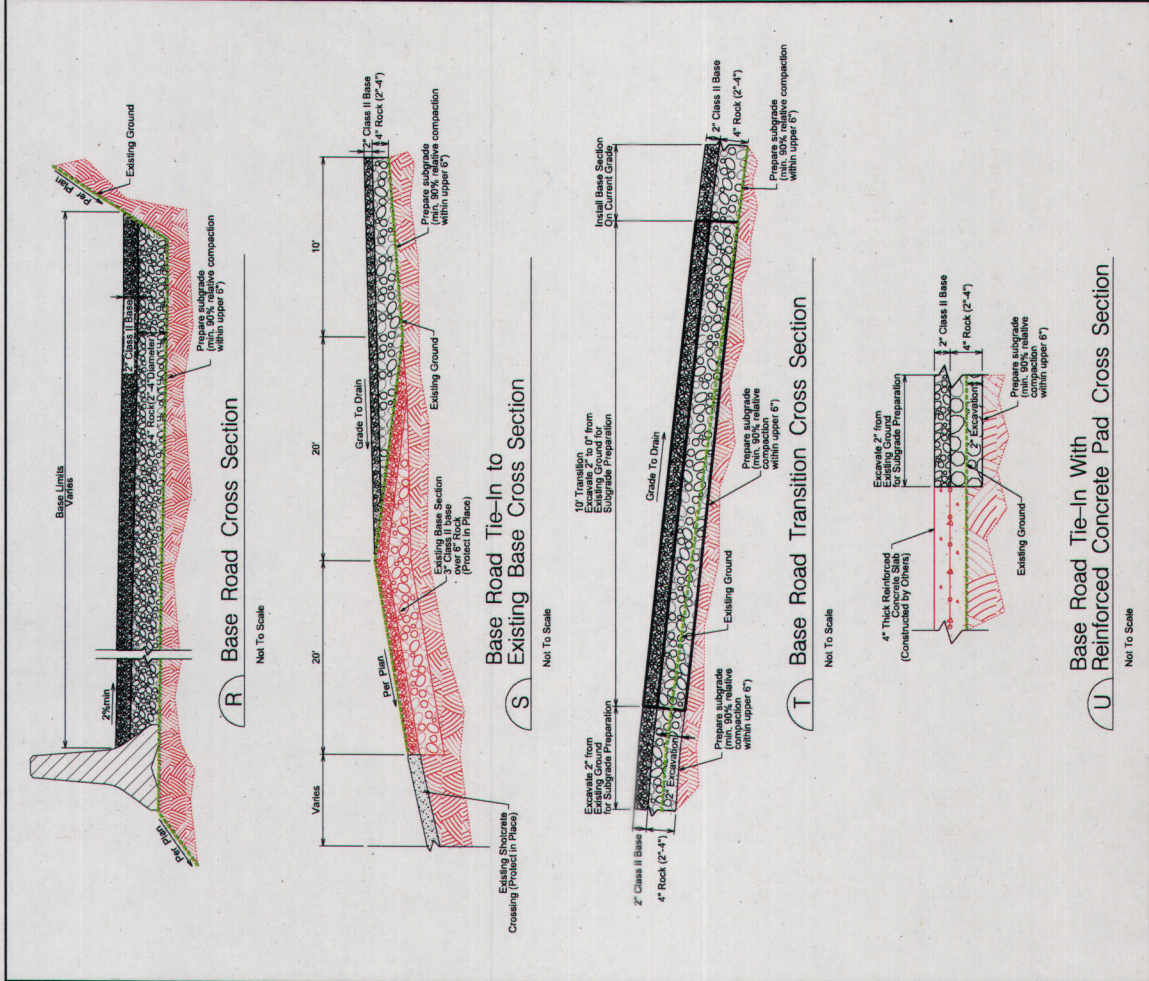 Per Plan
Existing Ground
Base Limits
Varies
2%min
2" Class II Base
4" Rock(2"-4"Diameter)
Prepare subgrade
(min. 90% relative compaction
within upper 6")
Per Plan
R
Base Road Cross Section
Not To Scale
2" Class II Base
4" Rock (2"-4")
Prepare subgrade
(min. 90% relative compaction
within upper 6")
10'
20'
20'
Varies
Grade To Drain
Existing Ground
Existing Base Section
3" Class II base
over 6" Rock
(Protect in Place)
Per Plan
Existing Shotcrete
Crossing (Protect in Place)
S
Base Road Tie-In to
Existing Base Cross Section
Not To Scale
Install Base Section
On Current Grade
2" Class II Base
4" Rock (2"-4")
Prepare subgrade
(min. 90% relative compaction
within upper 6")
10' Transition
Excavate 2" to 0" from
Existing Ground for
Subgrade Preparation
Grade To Drain
Prepare subgrade
(min. 90% relative
compaction
within upper 6")
Existing Ground
Excavate 2" from
Existing Ground
for Subgrade Preparation
2" Class II Base
4" Rock (2"-4")
2" Excavation
Prepare subgrade
(min. 90% relative
compaction
within upper 6")
T
Base Road Transition Cross Section
Not To Scale
Excavate 2" from
Existing Ground
for Subgrade Preparation
2" Class II Base
4" Rock (2"-4")
2" Excavation
Prepare subgrade
(min. 90% relative
compaction
within upper 6")
Existing Ground
4" Thick Reinforced
Concrete Slab
(Constructed by Others)
U
Base Road Tie-In With
Reinforced Concrete Pad Cross Section
Not To Scale